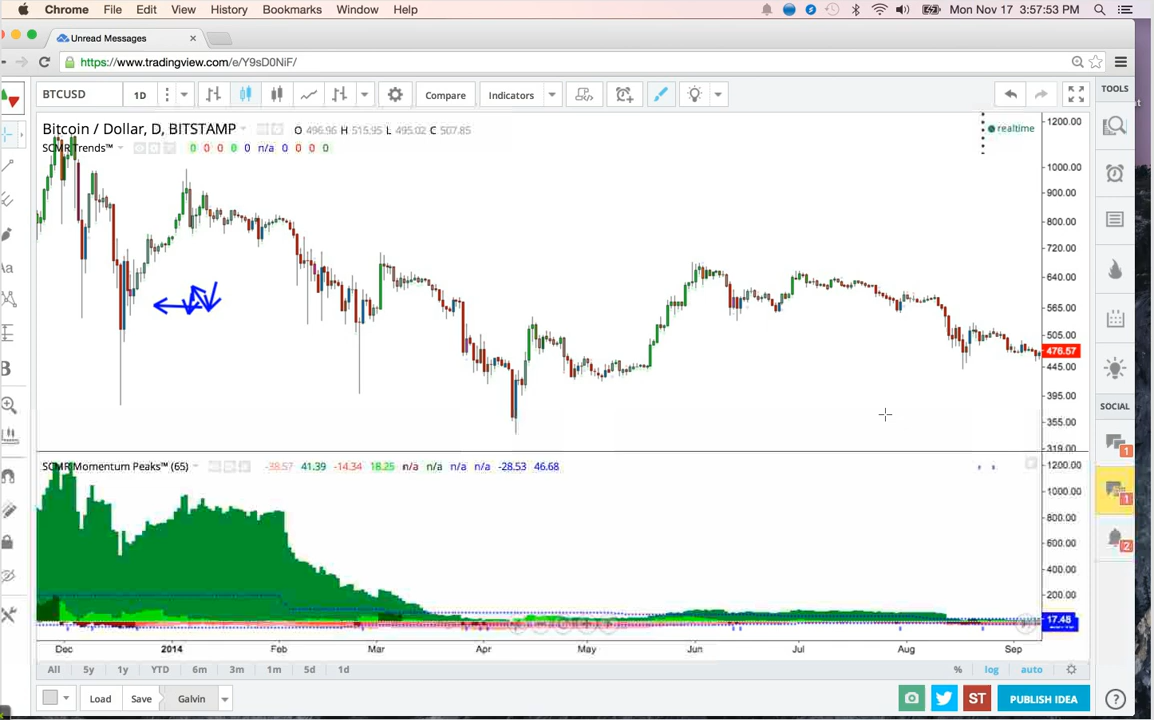 Chrome File Edit View History Bookmarks Window Help Mon Nov 17 3:57:53 PM
Unread Messages
https://www.tradingview.com/e/Y9sD0NiF/
BTCUSD 1D Compare Indicators TOOLS
Bitcoin / Dollar, D, BITSTAMP O 496.96 H 515.95 L 495.02 C 507.85 realtime
SCMR Trends™ 0 0 0 0 0 n/a 0 0 0 0
1200.00
1000.00
900.00
800.00
720.00
640.00
565.00
505.00
476.57
445.00
395.00
355.00
319.00
SOCIAL
1
1
2
SCMR Momentum Peaks™ (65) -38.57 41.39 -14.34 18.25 n/a n/a n/a n/a -28.53 46.68
1200.00
1000.00
800.00
600.00
400.00
200.00
17.48
Dec 2014 Feb Mar Apr May Jun Jul Aug Sep
All 5y 1y YTD 6m 3m 1m 5d 1d % log auto
Load Save Galvin ST PUBLISH IDEA ?